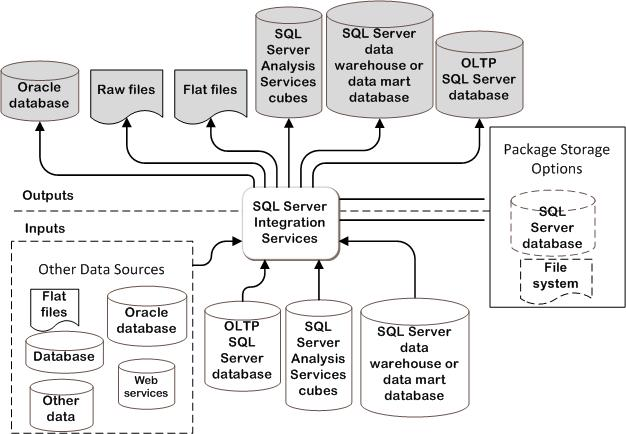 Oracle
database
Raw files
Flat files
SQL
Server
Analysis
Services
cubes
SQL Server
data
warehouse or
data mart
database
OLTP
SQL Server
database
Package Storage
Options
SQL
Server
database
File
system
Outputs
Inputs
SQL Server
Integration
Services
Other Data Sources
Flat
files
Oracle
database
Database
Web
services
Other
data
OLTP
SQL
Server
database
SQL
Server
Analysis
Services
cubes
SQL Server
data
warehouse or
data mart
database